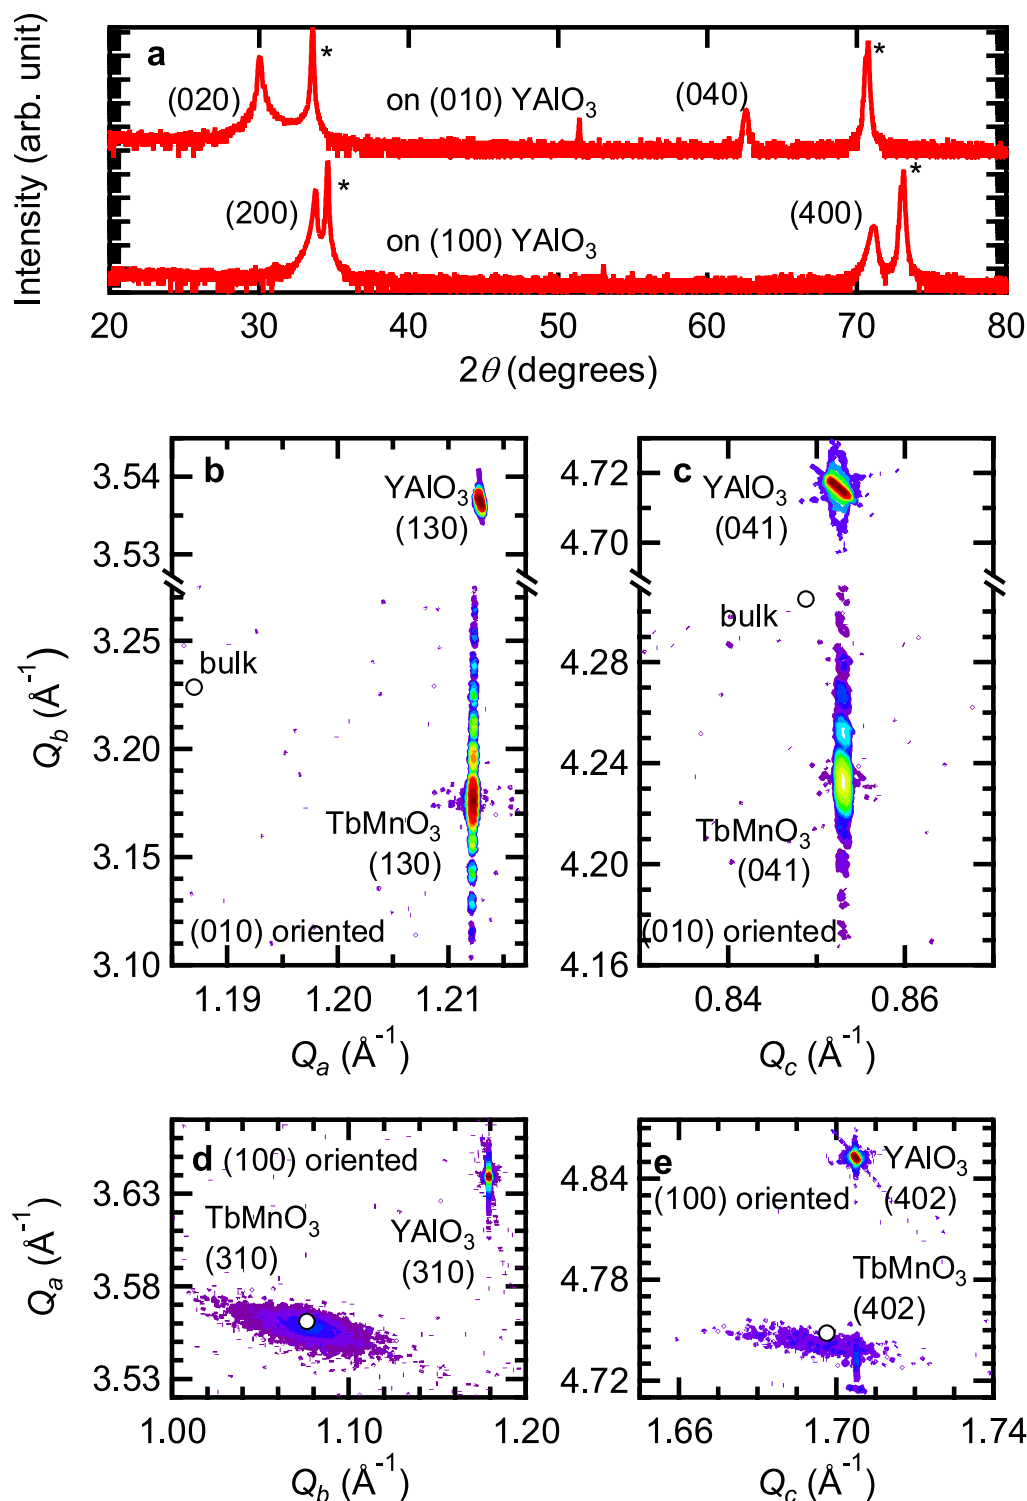 Intensity (arb. unit)
a
(020)
*
on (010) YAlO3
(040)
*
(200)
*
on (100) YAlO3
(400)
*
20 30 40 50 60 70 80
2θ (degrees)
b
3.54
3.53
3.25
3.20
3.15
3.10
Qb (Å-1)
YAlO3
(130)
bulk
TbMnO3
(130)
(010) oriented
1.19 1.20 1.21
Qa (Å-1)
c
4.72
4.70
4.28
4.24
4.20
4.16
YAlO3
(041)
bulk
TbMnO3
(041)
(010) oriented
0.84 0.86
Qc (Å-1)
d (100) oriented
3.63
3.58
3.53
Qa (Å-1)
TbMnO3
(310)
YAlO3
(310)
1.00 1.10 1.20
Qb (Å-1)
e
4.84
4.78
4.72
YAlO3
(402)
(100) oriented
TbMnO3
(402)
1.66 1.70 1.74
Qc (Å-1)